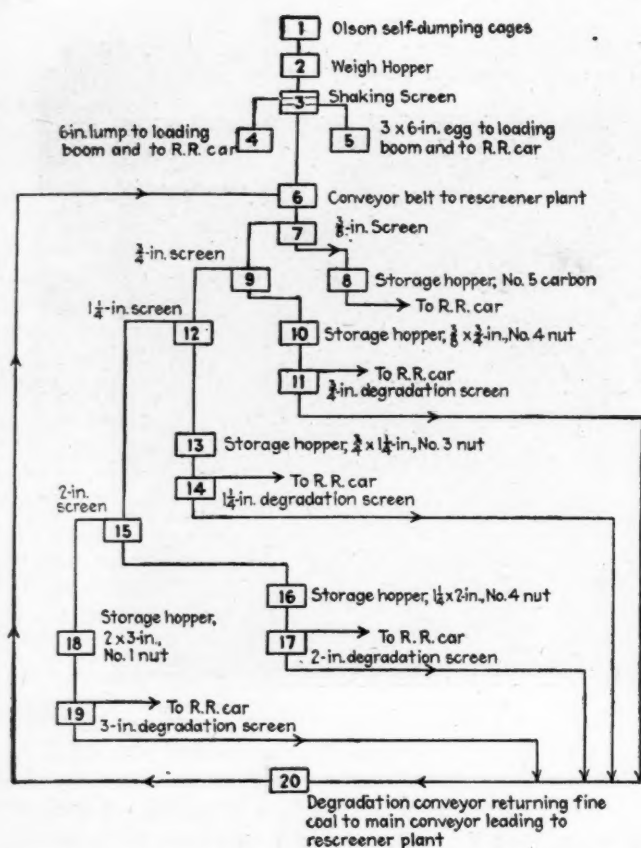 1 Olson self-dumping cages
2 Weigh Hopper
3 Shaking Screen
6-in. lump to loading
boom and to R.R. car
4
5
3 x 6-in. egg to loading
boom and to R.R. car
6 Conveyor belt to rescreener plant
7 3/8-in. Screen
3/4-in. screen
9
8 Storage hopper, No. 5 carbon
To R.R. car
1 1/4-in. screen
12
10 Storage hopper, 3/8 x 3/4-in., No. 4 nut
To R.R. car
11 3/4-in. degradation screen
13 Storage hopper, 3/4 x 1 1/4-in., No. 3 nut
To R.R. car
14 1 1/4-in. degradation screen
2-in.
screen
15
16 Storage hopper, 1 1/4 x 2-in., No. 4 nut
To R.R. car
17 2-in. degradation screen
Storage hopper,
18 2 x 3-in.,
No. 1 nut
To R.R. car
19 3-in. degradation screen
20
Degradation conveyor returning fine
coal to main conveyor leading to
rescreener plant